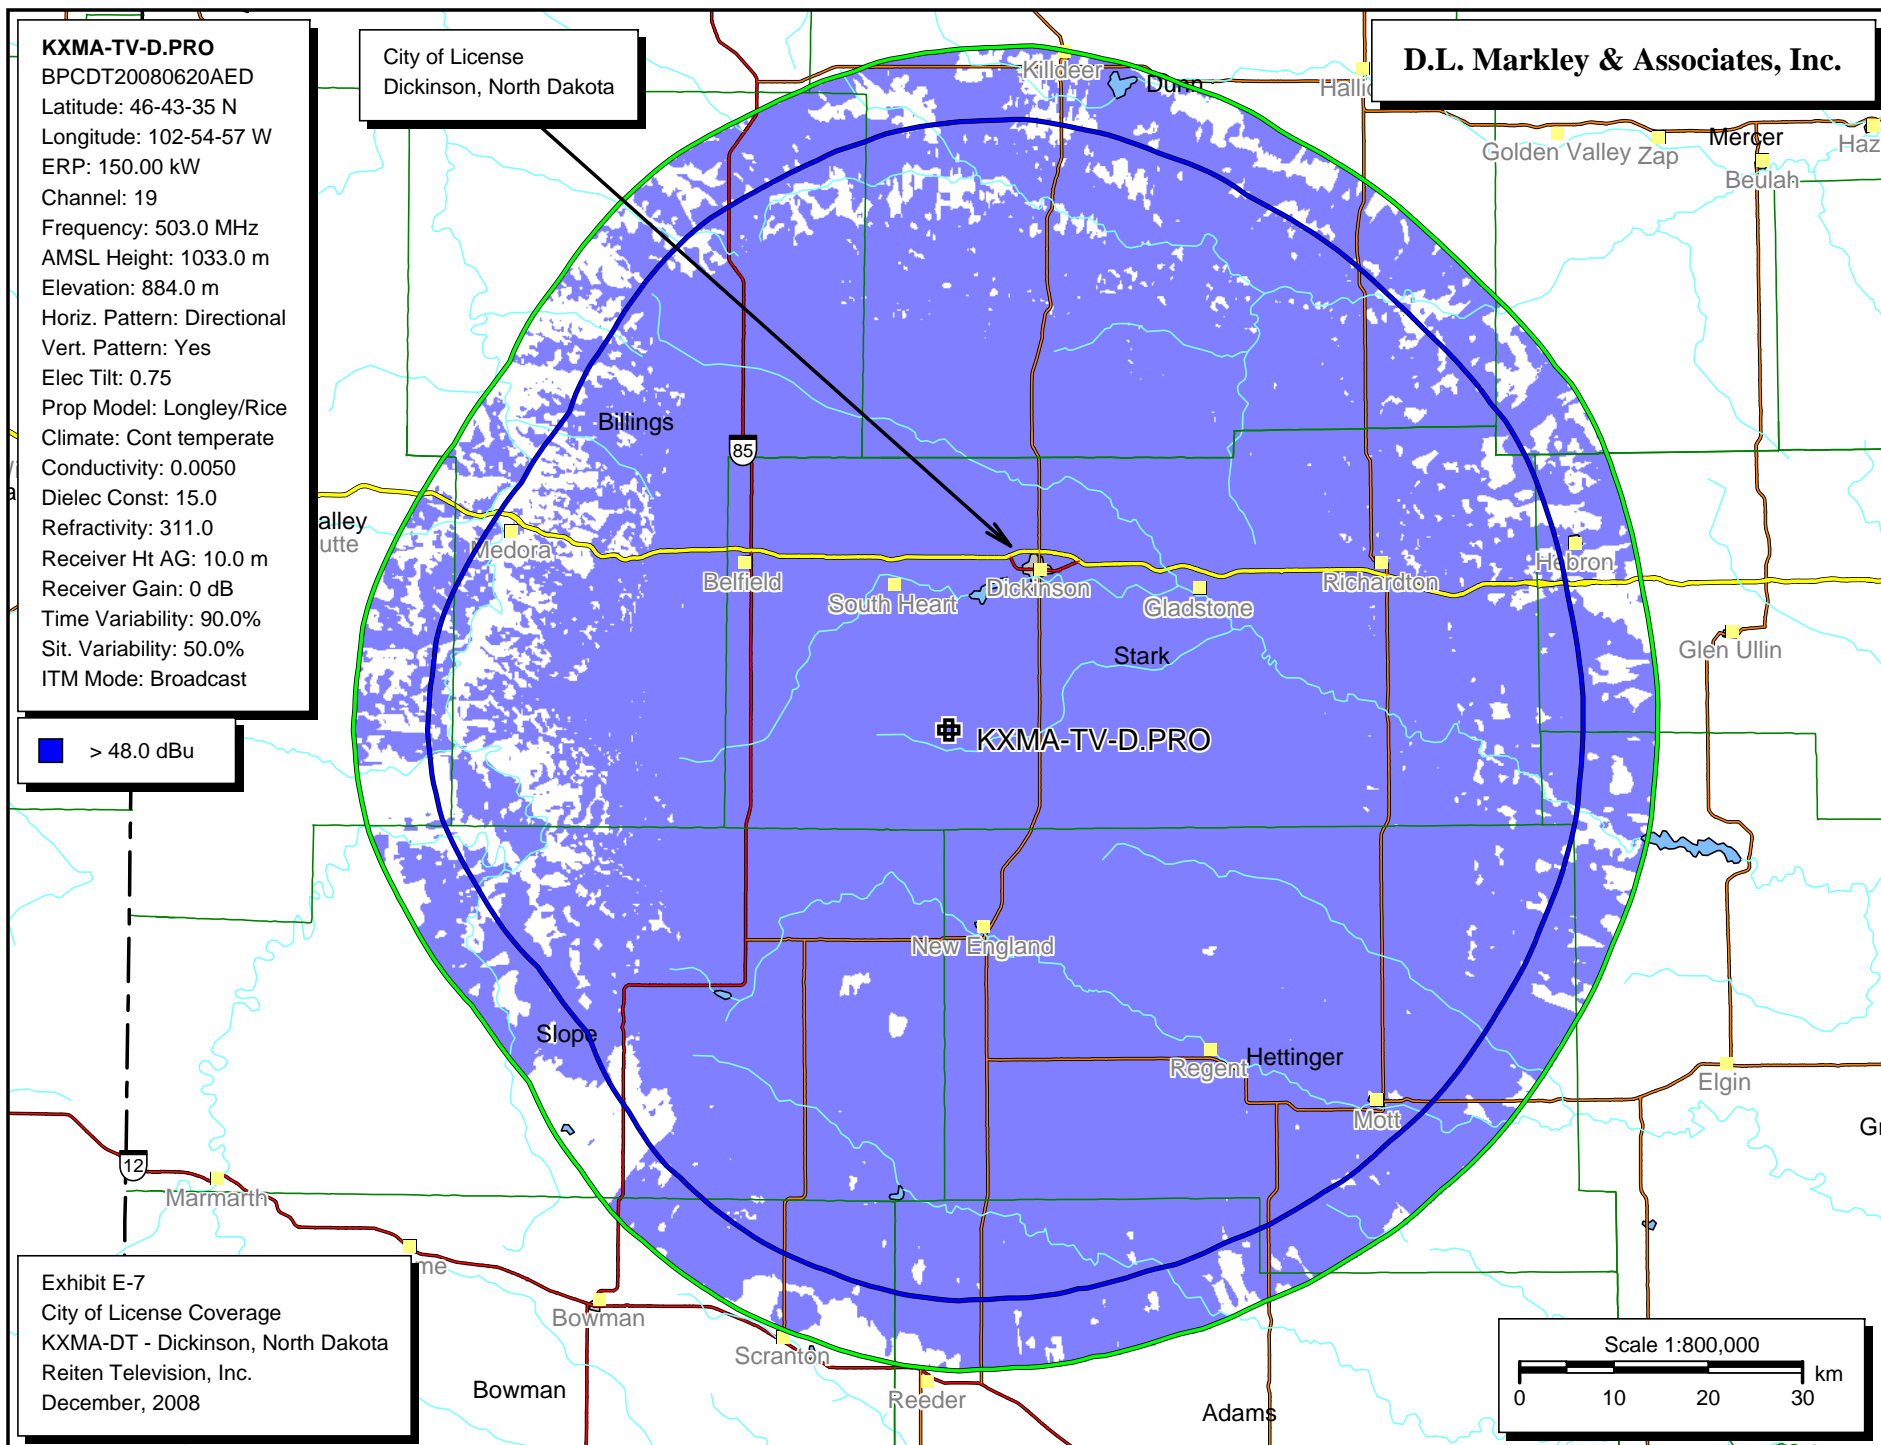 KXMA-TV-D.PRO
BPCDT20080620AED
Latitude: 46-43-35 N
Longitude: 102-54-57 W
ERP: 150.00 kW
Channel: 19
Frequency: 503.0 MHz
AMSL Height: 1033.0 m
Elevation: 884.0 m
Horiz. Pattern: Directional
Vert. Pattern: Yes
Elec Tilt: 0.75
Prop Model: Longley/Rice
Climate: Cont temperate
Conductivity: 0.0050
Dielec Const: 15.0
Refractivity: 311.0
Receiver Ht AG: 10.0 m
Receiver Gain: 0 dB
Time Variability: 90.0%
Sit. Variability: 50.0%
ITM Mode: Broadcast
> 48.0 dBu
City of License
Dickinson, North Dakota
D.L. Markley & Associates, Inc.
Killdeer
Dunn
Hallic
Golden Valley
Zap
Mercer
Haz
Beulah
Billings
85
alley
utte
Medora
Belfield
South Heart
Dickinson
Gladstone
Richardton
Hebron
Glen Ullin
Stark
KXMA-TV-D.PRO
New England
Slope
Regent
Hettinger
Mott
Elgin
Gr
12
Marmarth
me
Bowman
Scranton
Reeder
Bowman
Adams
Exhibit E-7
City of License Coverage
KXMA-DT - Dickinson, North Dakota
Reiten Television, Inc.
December, 2008
Scale 1:800,000
km
0 10 20 30